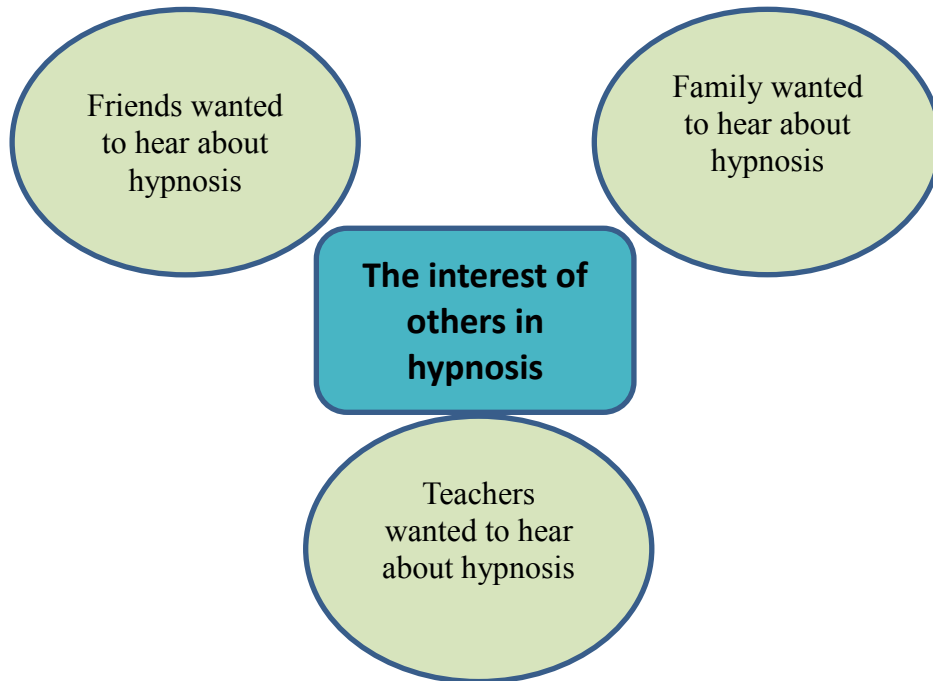 Friends wanted
to hear about
hypnosis
Family wanted
to hear about
hypnosis
The interest of
others in
hypnosis
Teachers
wanted to hear
about hypnosis